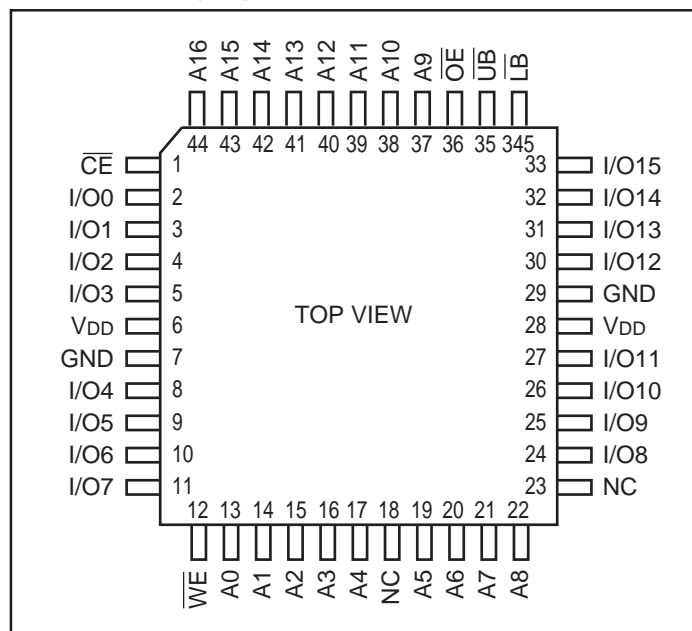 A16 A15 A14 A13 A12 A11 A10 A9 OE UB LB
44 43 42 41 40 39 38 37 36 35 345
CE 1 33 I/O15
I/O0 2 32 I/O14
I/O1 3 31 I/O13
I/O2 4 30 I/O12
I/O3 5 29 GND
VDD 6 TOP VIEW 28 VDD
GND 7 27 I/O11
I/O4 8 26 I/O10
I/O5 9 25 I/O9
I/O6 10 24 I/O8
I/O7 11 23 NC
12 13 14 15 16 17 18 19 20 21 22
WE A0 A1 A2 A3 A4 NC A5 A6 A7 A8